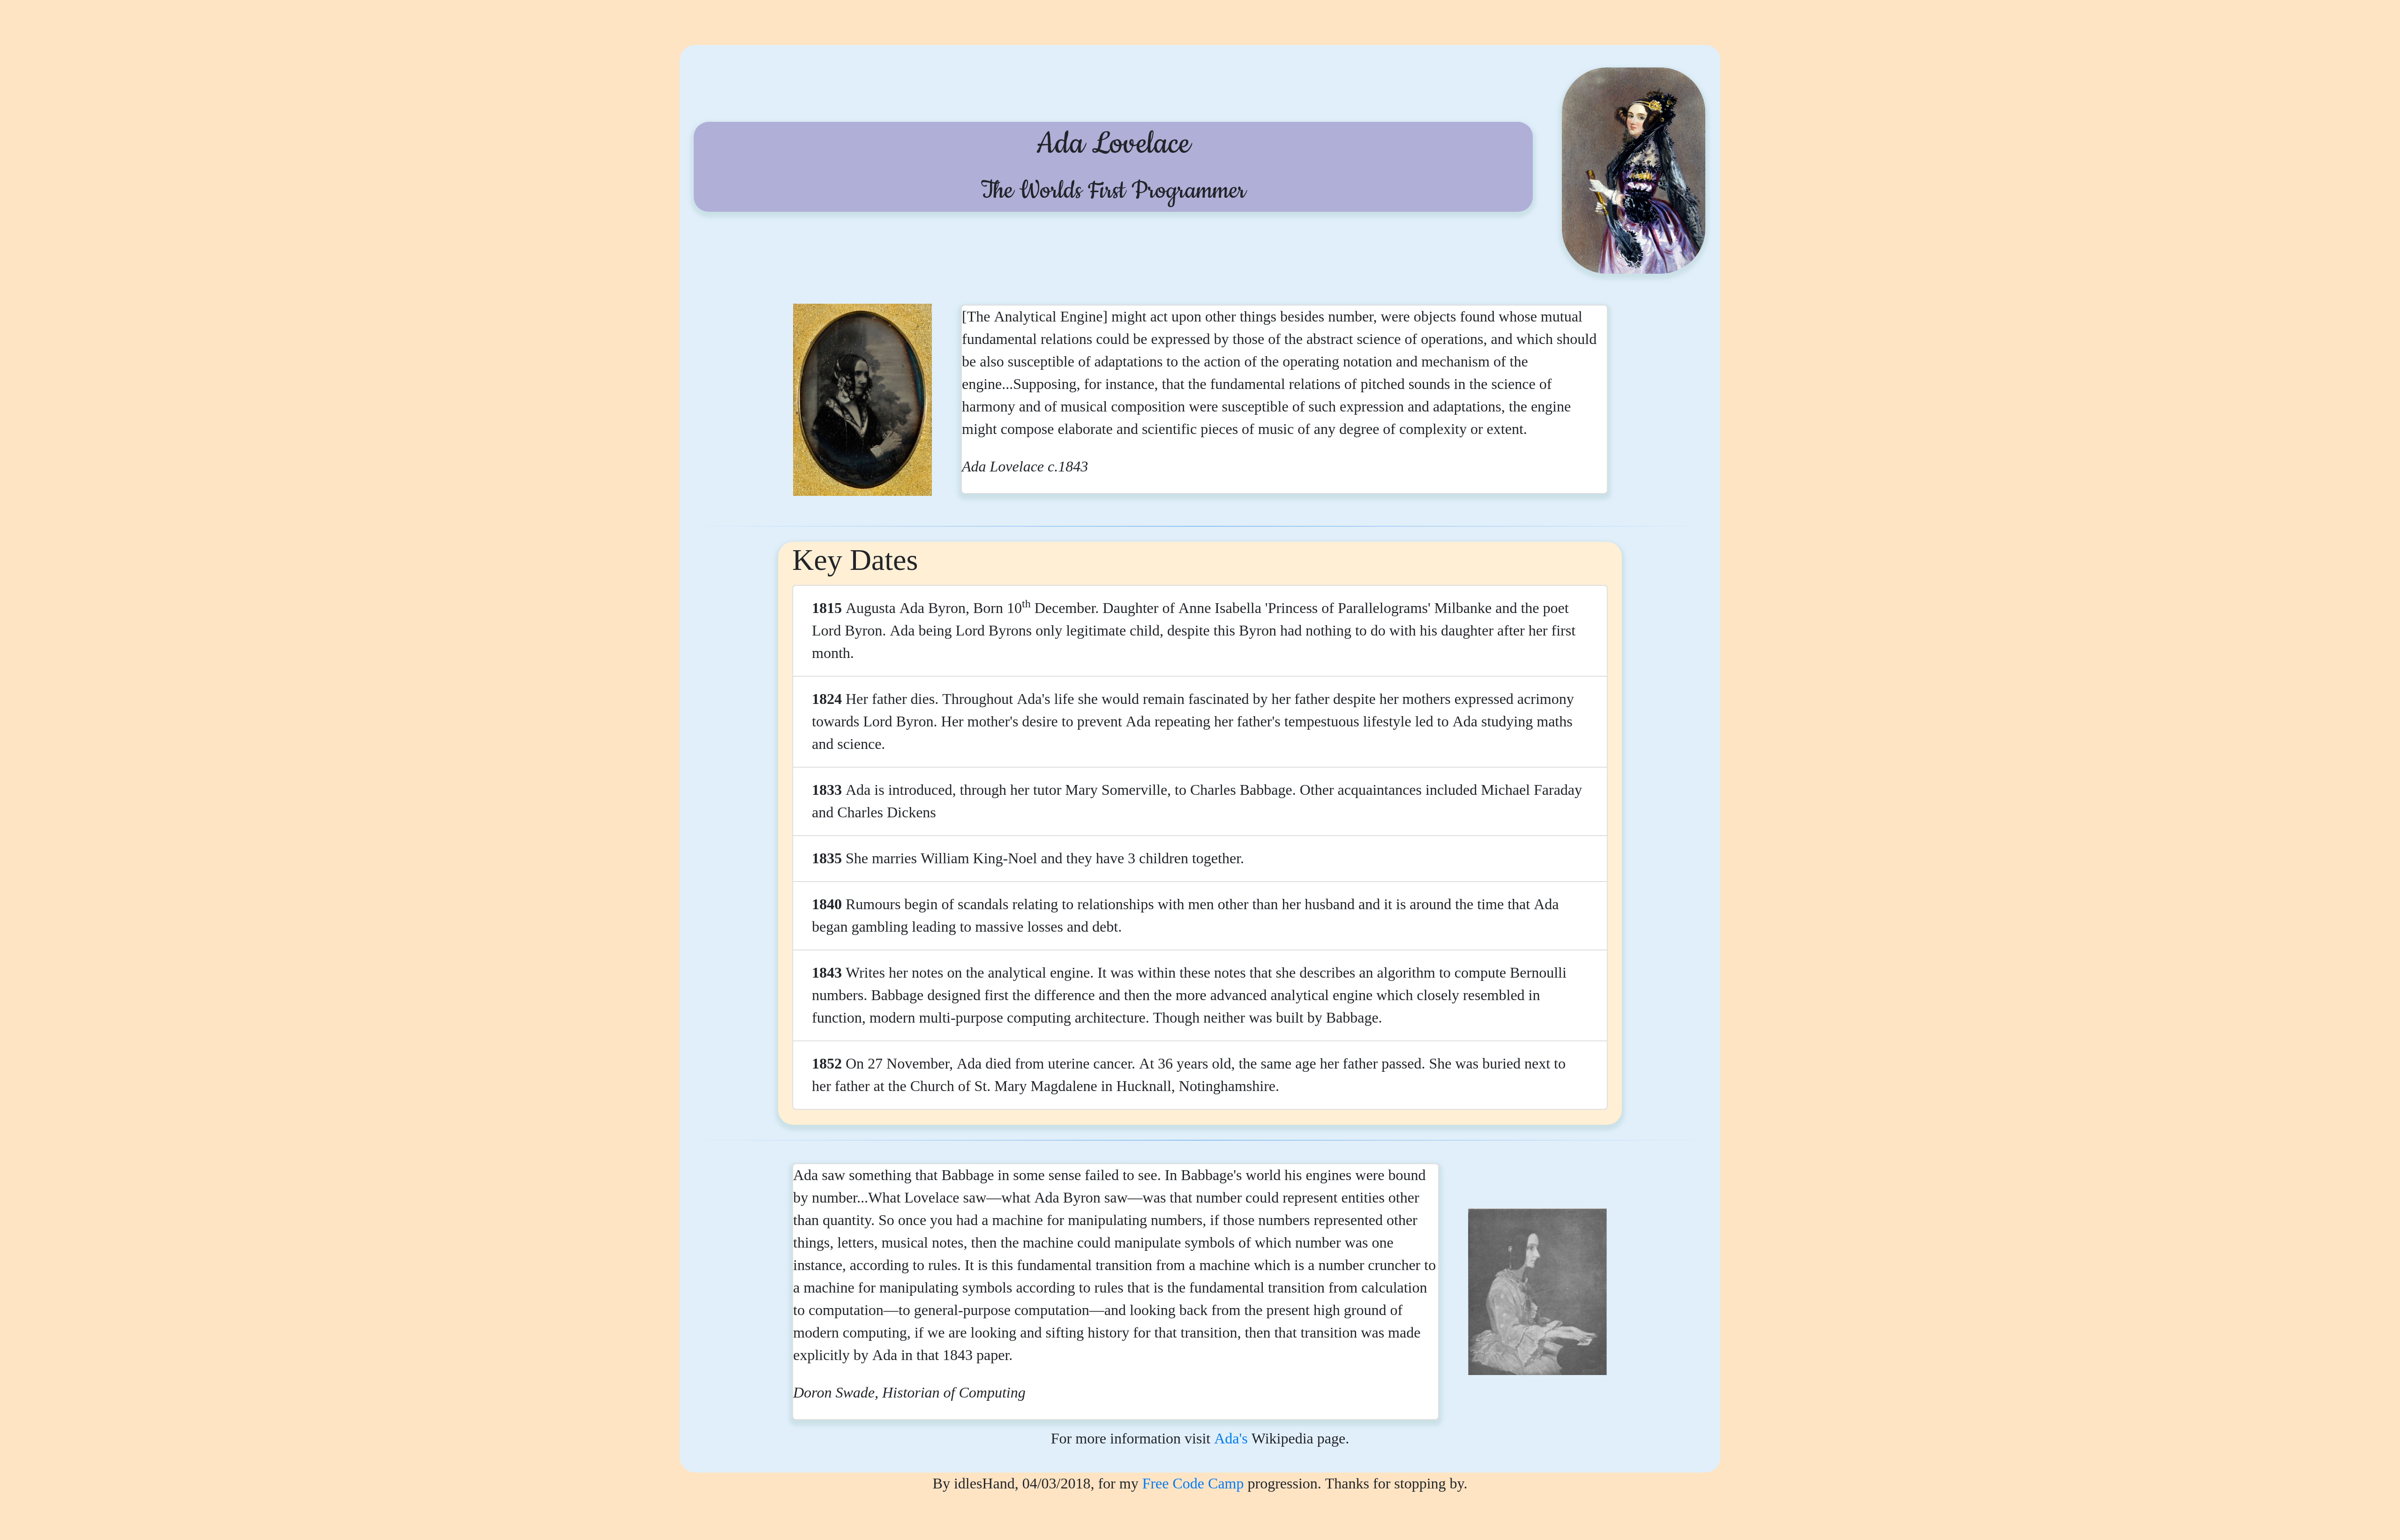 Ada Lovelace
The Worlds First Programmer
[The Analytical Engine] might act upon other things besides number, were objects found whose mutual
fundamental relations could be expressed by those of the abstract science of operations, and which should
be also susceptible of adaptations to the action of the operating notation and mechanism of the
engine...Supposing, for instance, that the fundamental relations of pitched sounds in the science of
harmony and of musical composition were susceptible of such expression and adaptations, the engine
might compose elaborate and scientific pieces of music of any degree of complexity or extent.
Ada Lovelace c.1843
Key Dates
1815 Augusta Ada Byron, Born 10th December. Daughter of Anne Isabella 'Princess of Parallelograms' Milbanke and the poet
Lord Byron. Ada being Lord Byrons only legitimate child, despite this Byron had nothing to do with his daughter after her first
month.
1824 Her father dies. Throughout Ada's life she would remain fascinated by her father despite her mothers expressed acrimony
towards Lord Byron. Her mother's desire to prevent Ada repeating her father's tempestuous lifestyle led to Ada studying maths
and science.
1833 Ada is introduced, through her tutor Mary Somerville, to Charles Babbage. Other acquaintances included Michael Faraday
and Charles Dickens
1835 She marries William King-Noel and they have 3 children together.
1840 Rumours begin of scandals relating to relationships with men other than her husband and it is around the time that Ada
began gambling leading to massive losses and debt.
1843 Writes her notes on the analytical engine. It was within these notes that she describes an algorithm to compute Bernoulli
numbers. Babbage designed first the difference and then the more advanced analytical engine which closely resembled in
function, modern multi-purpose computing architecture. Though neither was built by Babbage.
1852 On 27 November, Ada died from uterine cancer. At 36 years old, the same age her father passed. She was buried next to
her father at the Church of St. Mary Magdalene in Hucknall, Notinghamshire.
Ada saw something that Babbage in some sense failed to see. In Babbage's world his engines were bound
by number...What Lovelace saw—what Ada Byron saw—was that number could represent entities other
than quantity. So once you had a machine for manipulating numbers, if those numbers represented other
things, letters, musical notes, then the machine could manipulate symbols of which number was one
instance, according to rules. It is this fundamental transition from a machine which is a number cruncher to
a machine for manipulating symbols according to rules that is the fundamental transition from calculation
to computation—to general-purpose computation—and looking back from the present high ground of
modern computing, if we are looking and sifting history for that transition, then that transition was made
explicitly by Ada in that 1843 paper.
Doron Swade, Historian of Computing
For more information visit Ada's Wikipedia page.
By idlesHand, 04/03/2018, for my Free Code Camp progression. Thanks for stopping by.